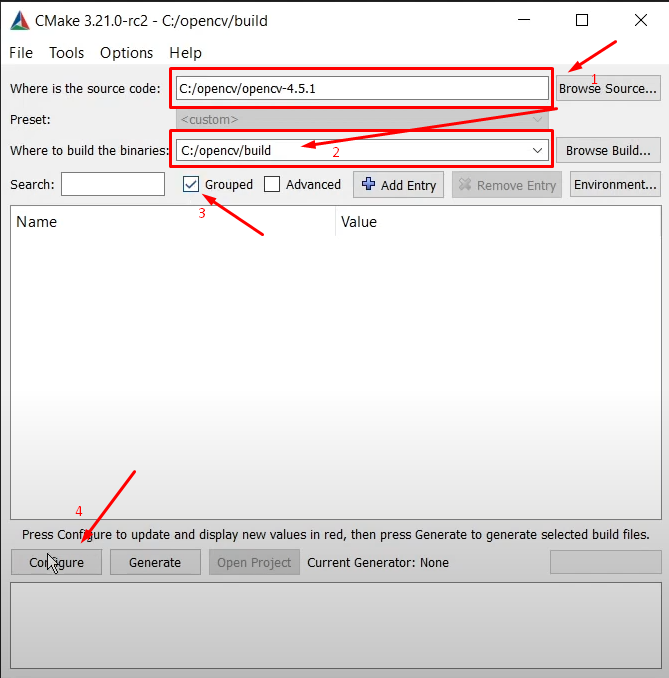 CMake 3.21.0-rc2 - C:/opencv/build
File Tools Options Help
Where is the source code: C:/opencv/opencv-4.5.1 Browse Source...
1
Preset: <custom>
Where to build the binaries: C:/opencv/build Browse Build...
2
Search: Grouped Advanced Add Entry Remove Entry Environment...
3
Name Value
4
Press Configure to update and display new values in red, then press Generate to generate selected build files.
Configure Generate Open Project Current Generator: None